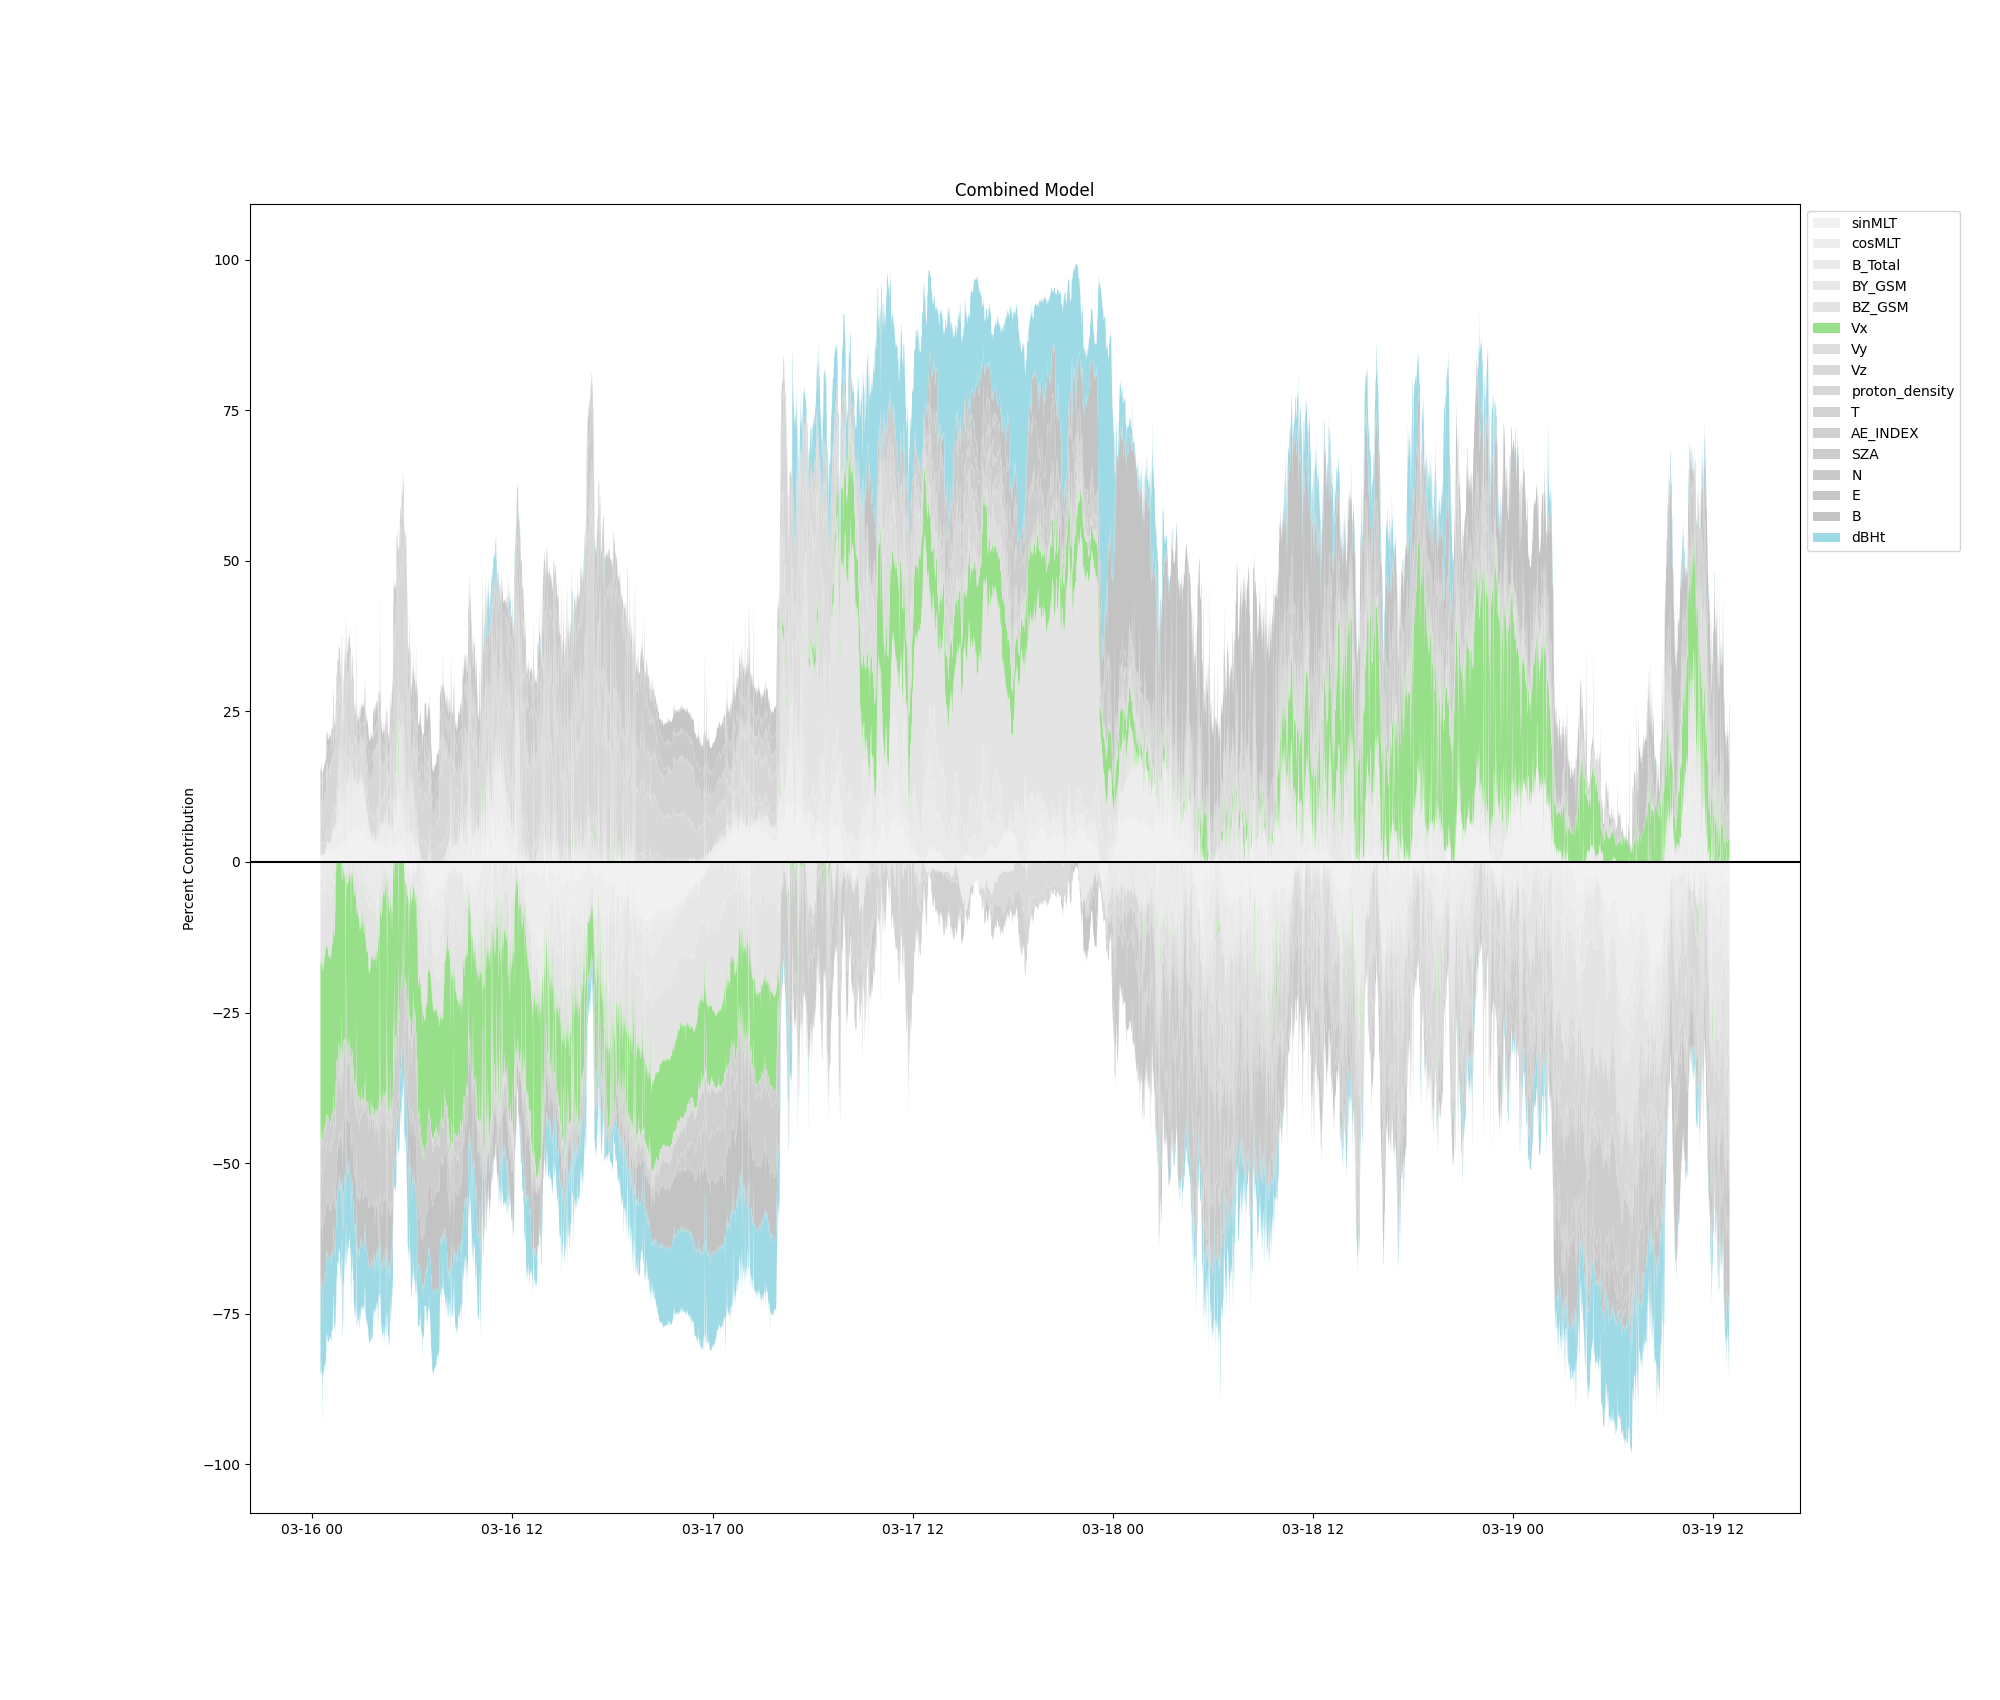 Combined Model
sinMLT
cosMLT
B_Total
BY_GSM
BZ_GSM
Vx
Vy
Vz
proton_density
T
AE_INDEX
SZA
N
E
B
dBHt
100
75
50
25
0
−25
−50
−75
−100
Percent Contribution
03-16 00
03-16 12
03-17 00
03-17 12
03-18 00
03-18 12
03-19 00
03-19 12